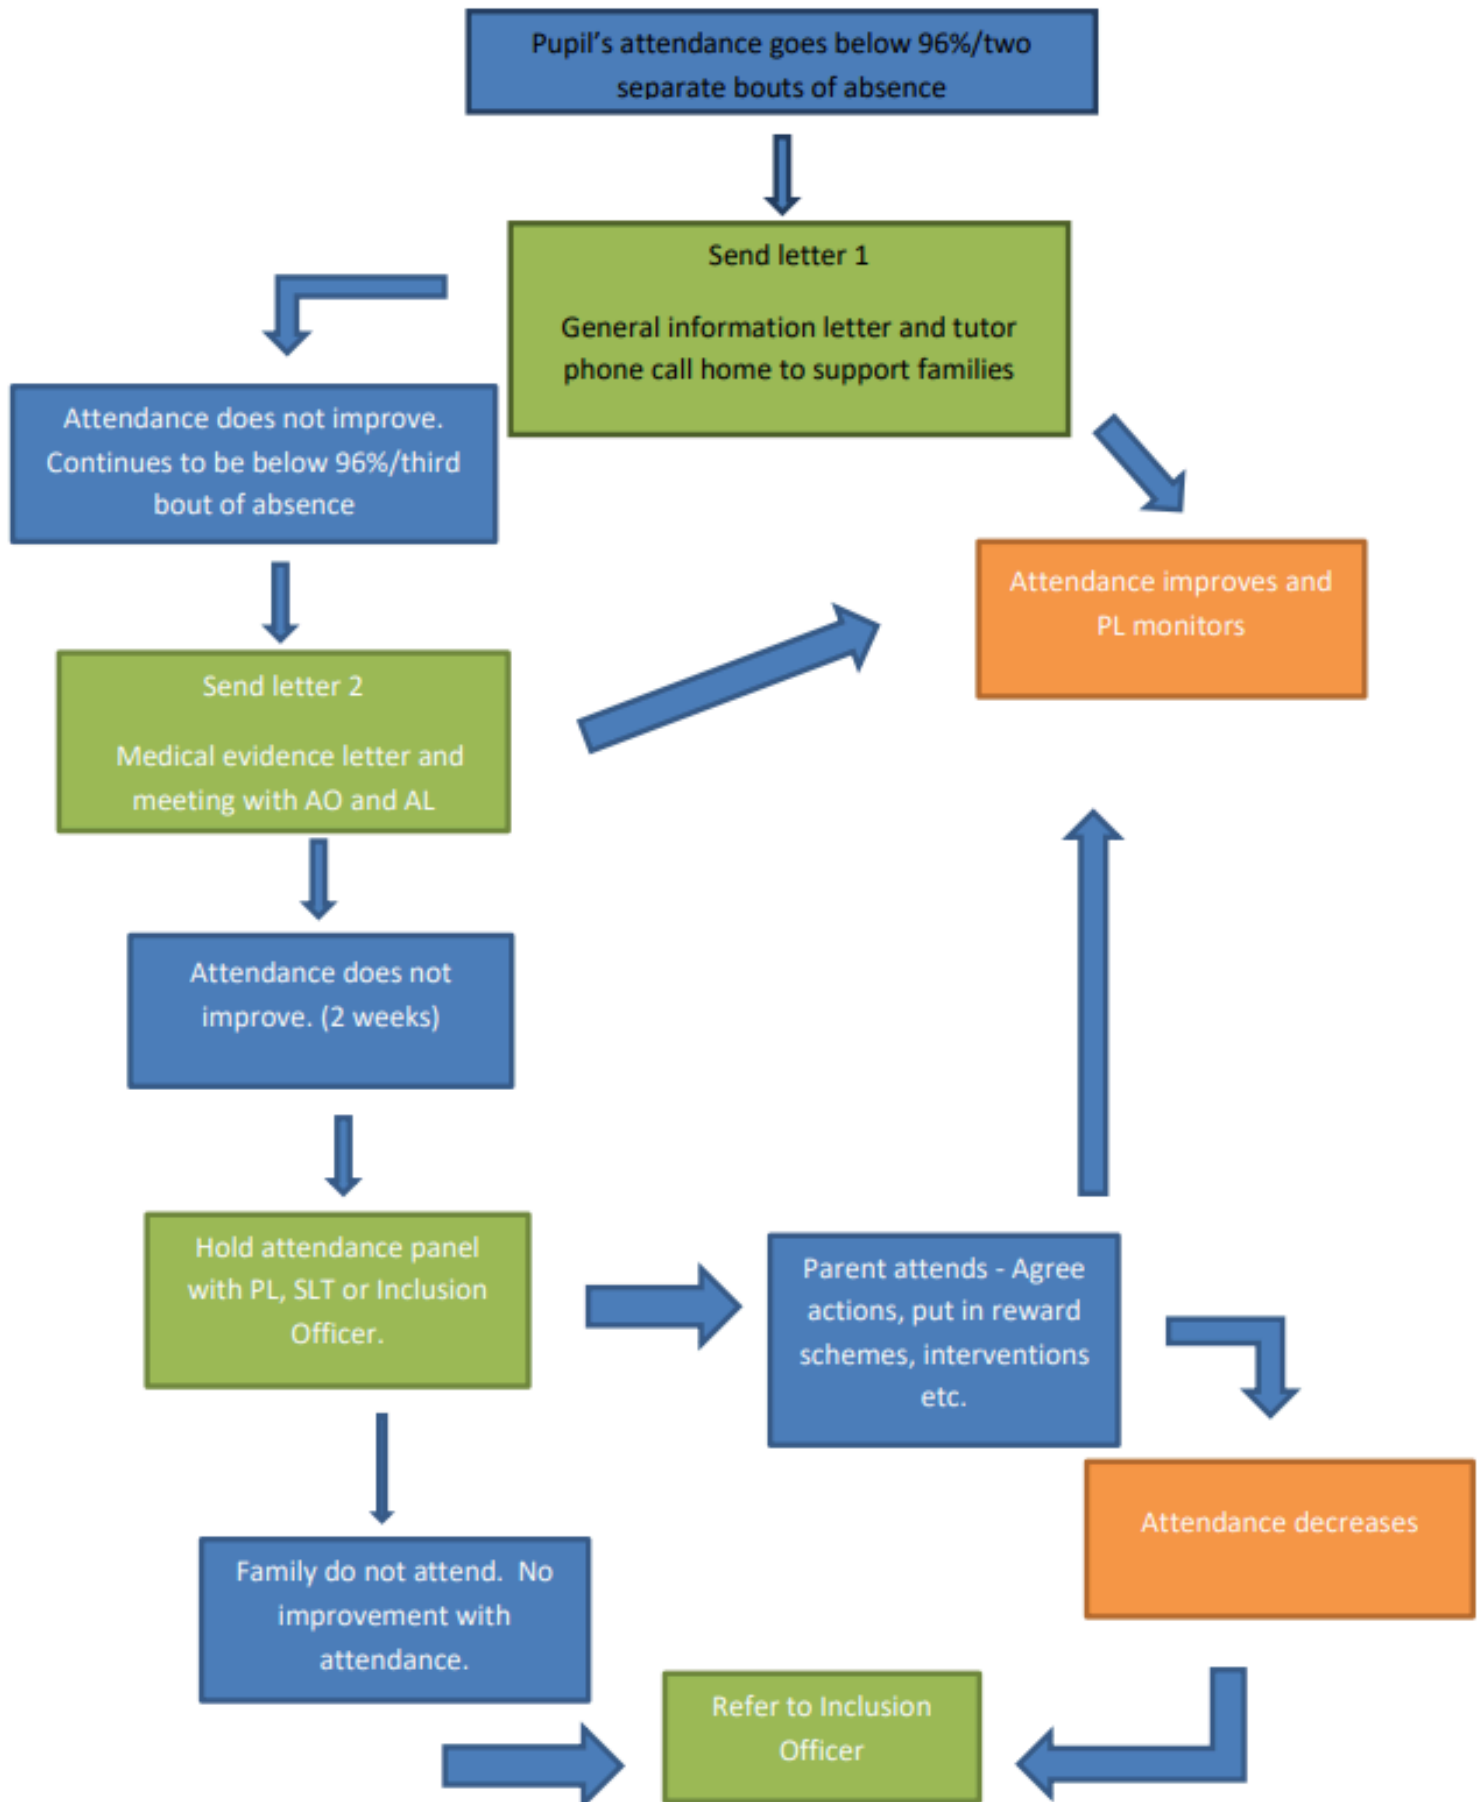 Pupil's attendance goes below 96%/two
separate bouts of absence
Send letter 1
General information letter and tutor
phone call home to support families
Attendance does not improve.
Continues to be below 96%/third
bout of absence
Attendance improves and
PL monitors
Send letter 2
Medical evidence letter and
meeting with AO and AL
Attendance does not
improve. (2 weeks)
Hold attendance panel
with PL, SLT or Inclusion
Officer.
Parent attends - Agree
actions, put in reward
schemes, interventions
etc.
Attendance decreases
Family do not attend.  No
improvement with
attendance.
Refer to Inclusion
Officer